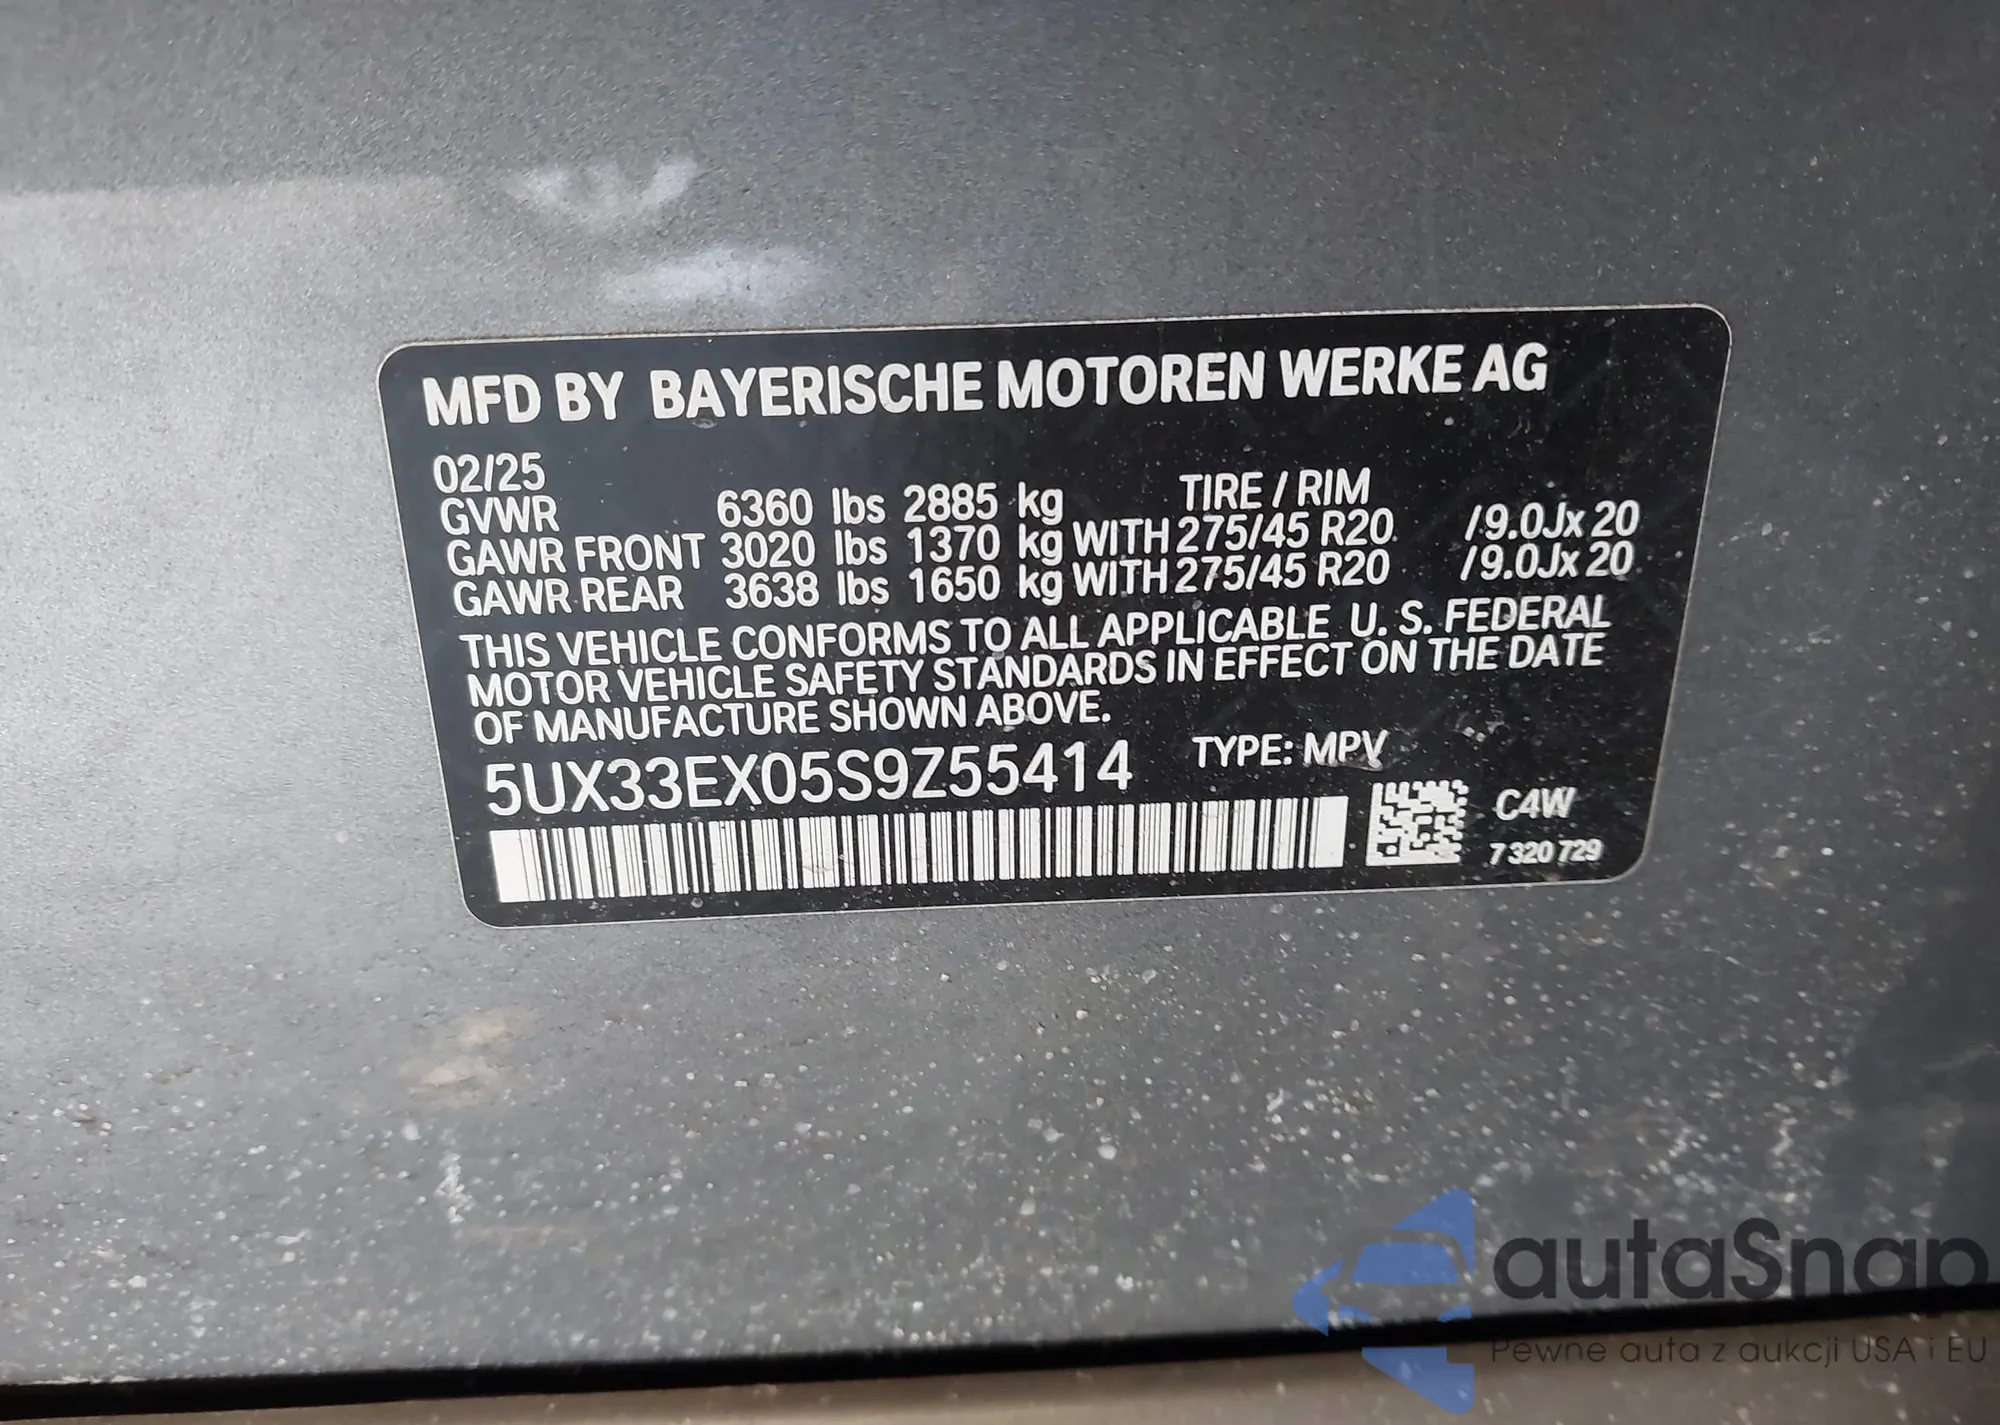 MFD BY BAYERISCHE MOTOREN WERKE AG
02/25
GVWR 6360 lbs 2885 kg TIRE / RIM
GAWR FRONT 3020 lbs 1370 kg WITH 275/45 R20 /9.0Jx 20
GAWR REAR 3638 lbs 1650 kg WITH 275/45 R20 /9.0Jx 20
THIS VEHICLE CONFORMS TO ALL APPLICABLE U. S. FEDERAL
MOTOR VEHICLE SAFETY STANDARDS IN EFFECT ON THE DATE
OF MANUFACTURE SHOWN ABOVE.
5UX33EX05S9Z55414 TYPE: MPV
C4W
7 320 729
autaSnap
Pewne auta z aukcji USA i EU